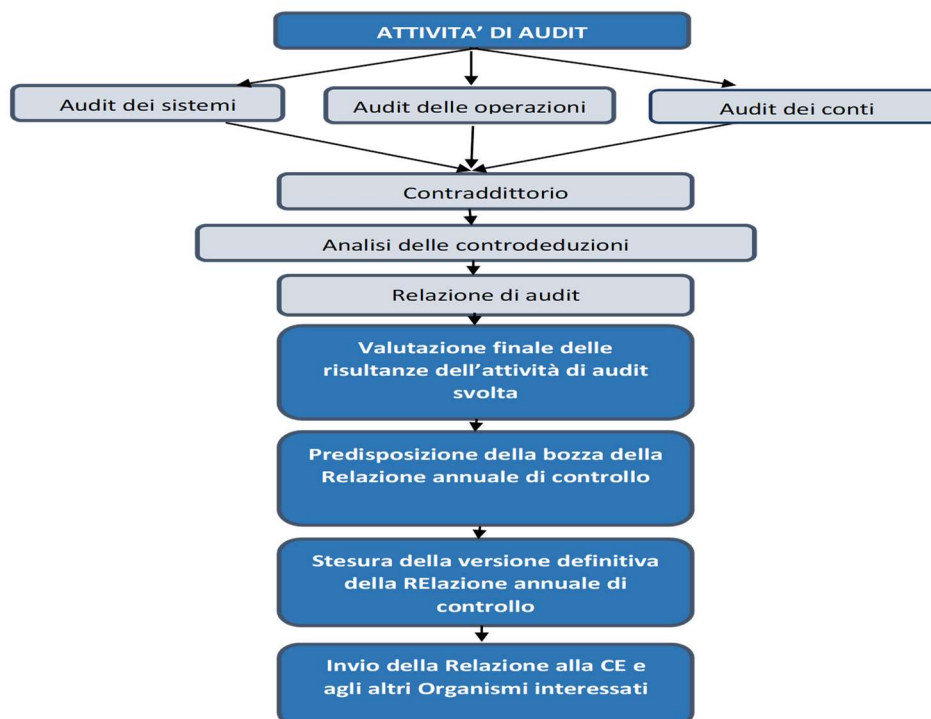 ATTIVITA’ DI AUDIT
Audit dei sistemi
Audit delle operazioni
Audit dei conti
Contraddittorio
Analisi delle controdeduzioni
Relazione di audit
Valutazione finale delle
risultanze dell’attività di audit
svolta
Predisposizione della bozza della
Relazione annuale di controllo
Stesura della versione definitiva
della RElazione annuale di
controllo
Invio della Relazione alla CE e
agli altri Organismi interessati